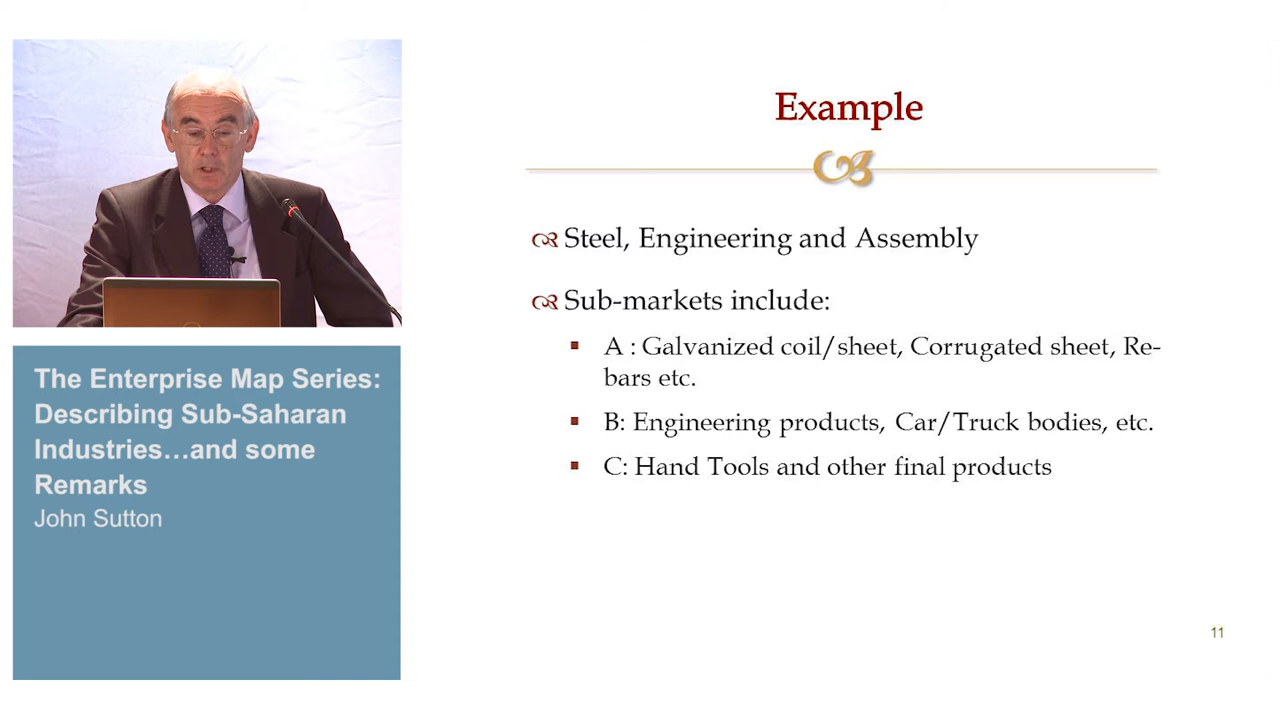 The Enterprise Map Series:
Describing Sub-Saharan
Industries…and some
Remarks
John Sutton
Example
Steel, Engineering and Assembly
Sub-markets include:
A : Galvanized coil/sheet, Corrugated sheet, Re-
bars etc.
B: Engineering products, Car/Truck bodies, etc.
C: Hand Tools and other final products
11